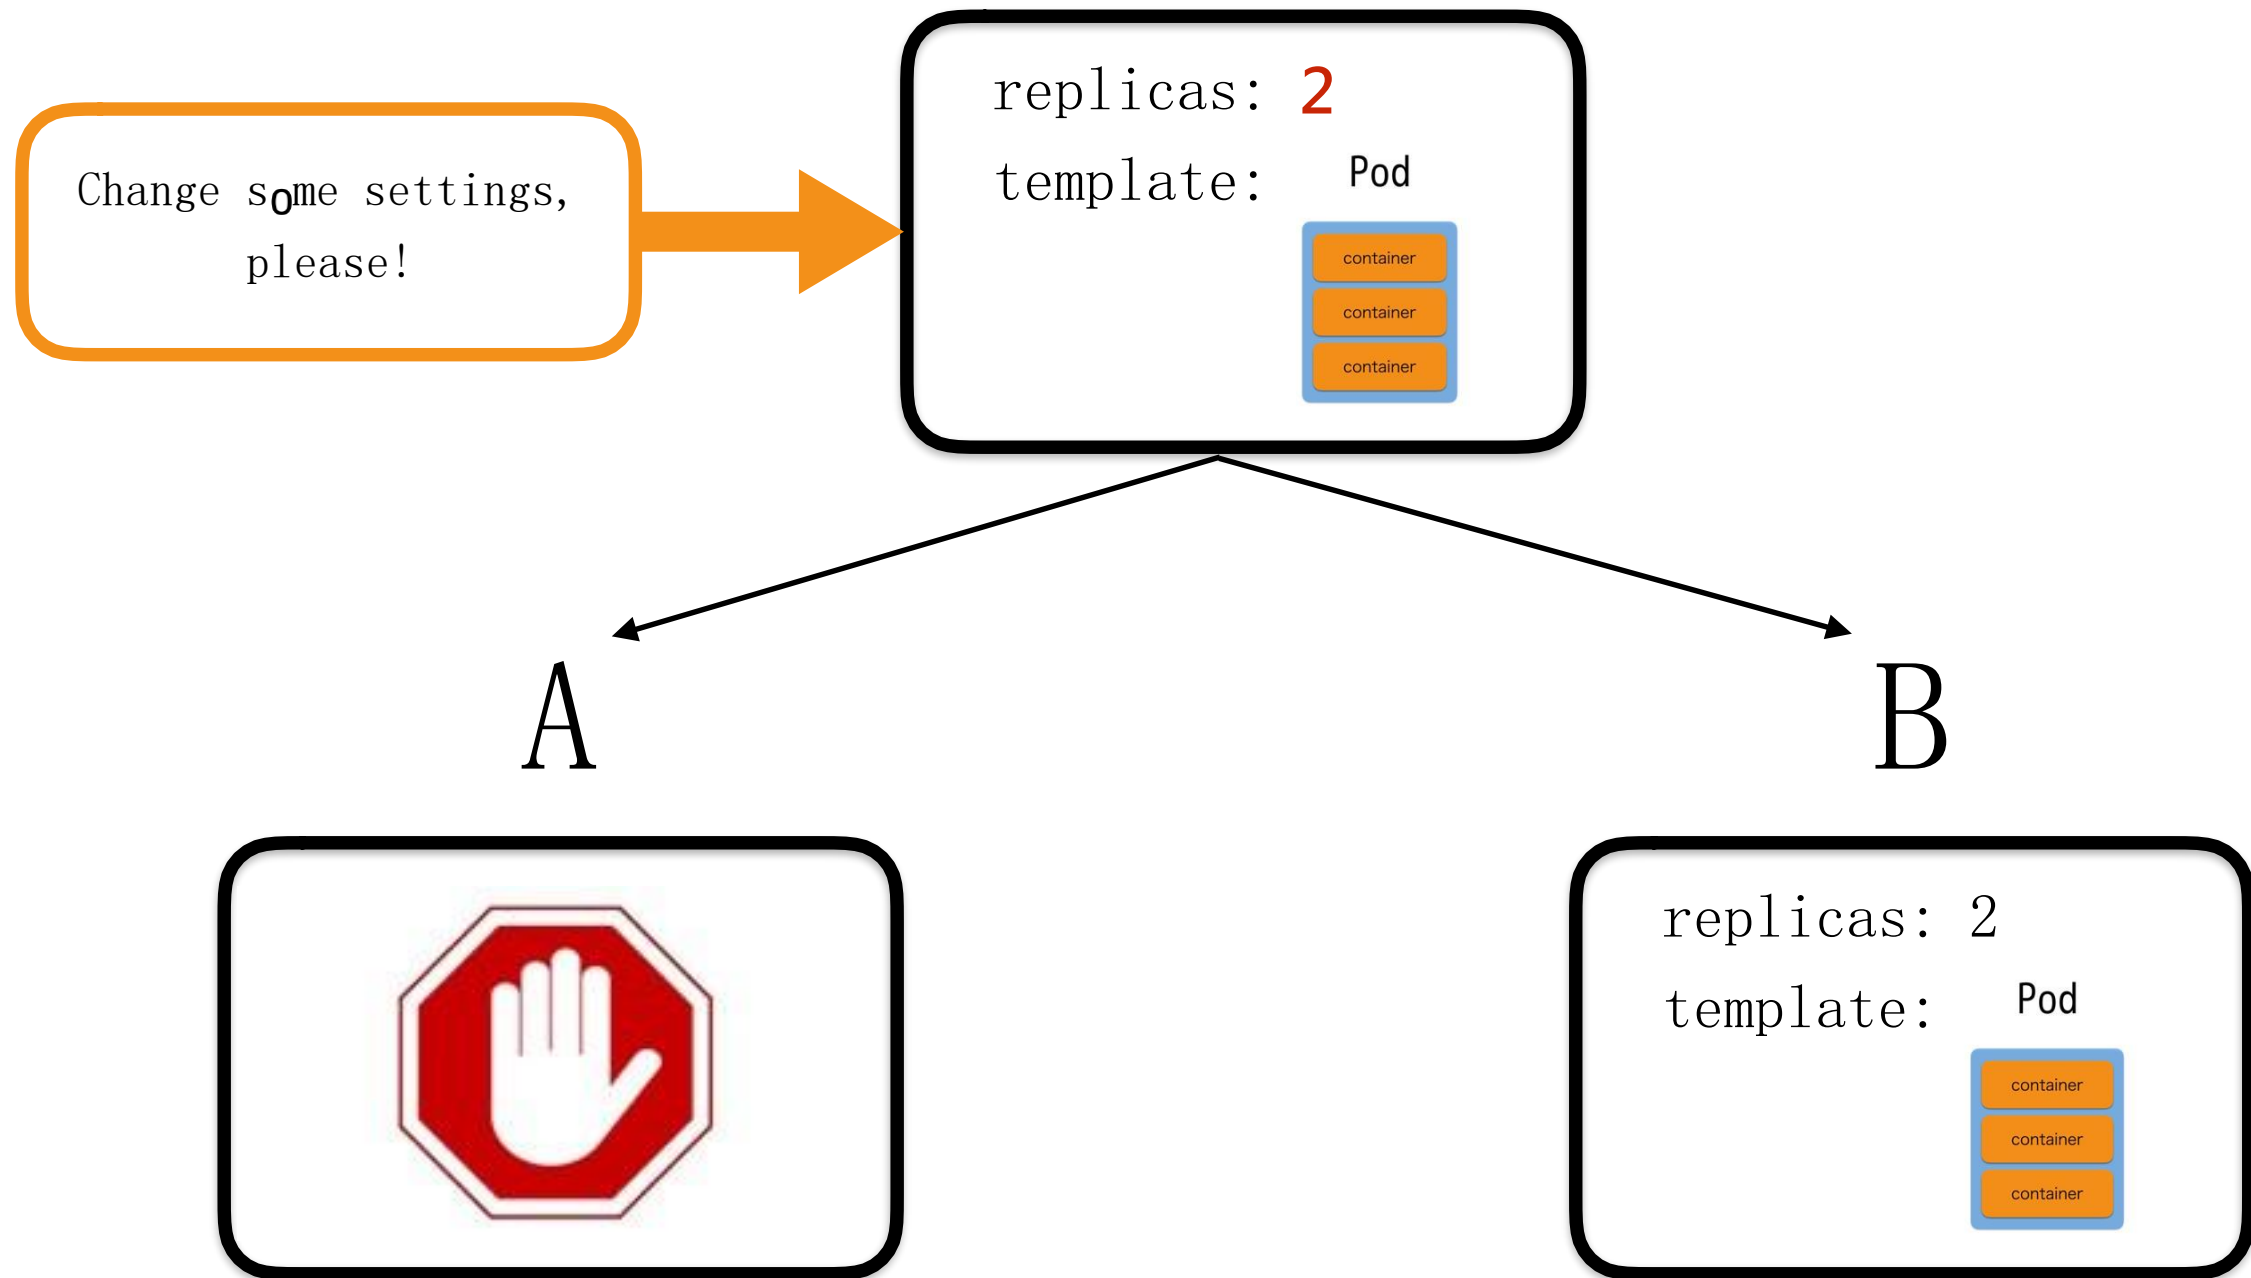 Change some settings,
please!
replicas: 2
template:
Pod
container
container
container
A
B
replicas: 2
template:
Pod
container
container
container